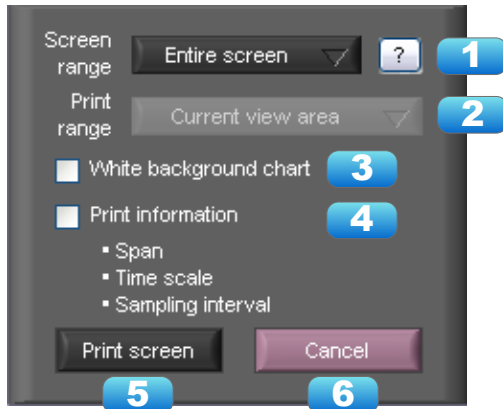 Screen
range
Entire screen
?
1
Print
range
Current view area
2
White background chart
3
Print information
4
▪ Span
▪ Time scale
▪ Sampling interval
Print screen
Cancel
5
6